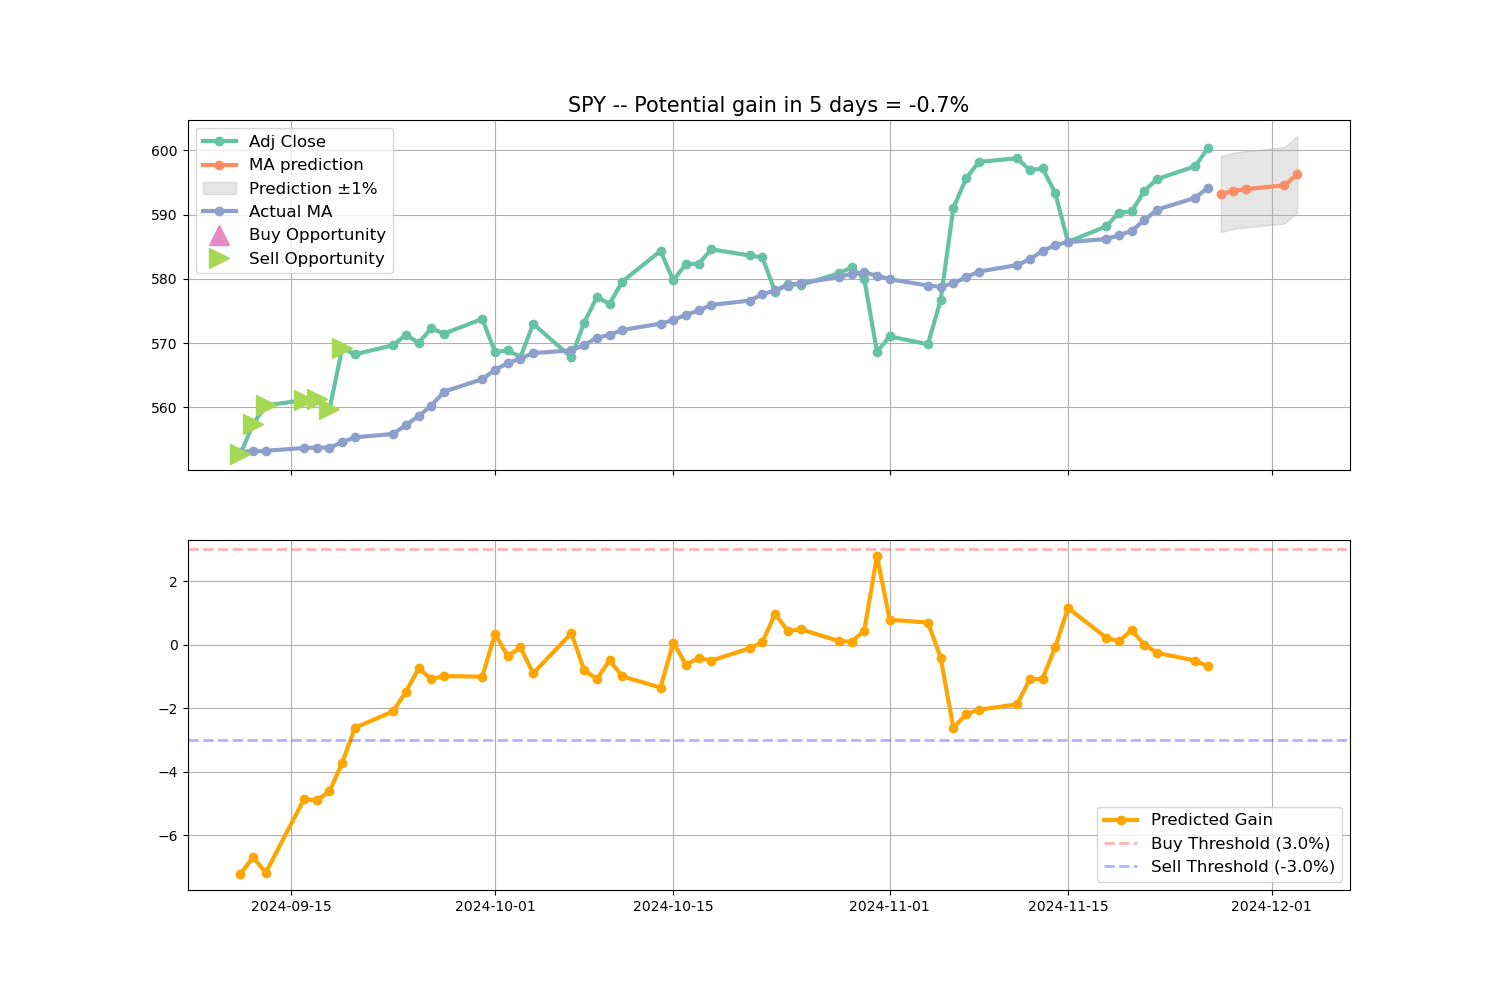 SPY -- Potential gain in 5 days = -0.7%
Adj Close
MA prediction
Prediction ±1%
Actual MA
Buy Opportunity
Sell Opportunity
600
590
580
570
560
2
0
−2
−4
−6
Predicted Gain
Buy Threshold (3.0%)
Sell Threshold (-3.0%)
2024-09-15 2024-10-01 2024-10-15 2024-11-01 2024-11-15 2024-12-01